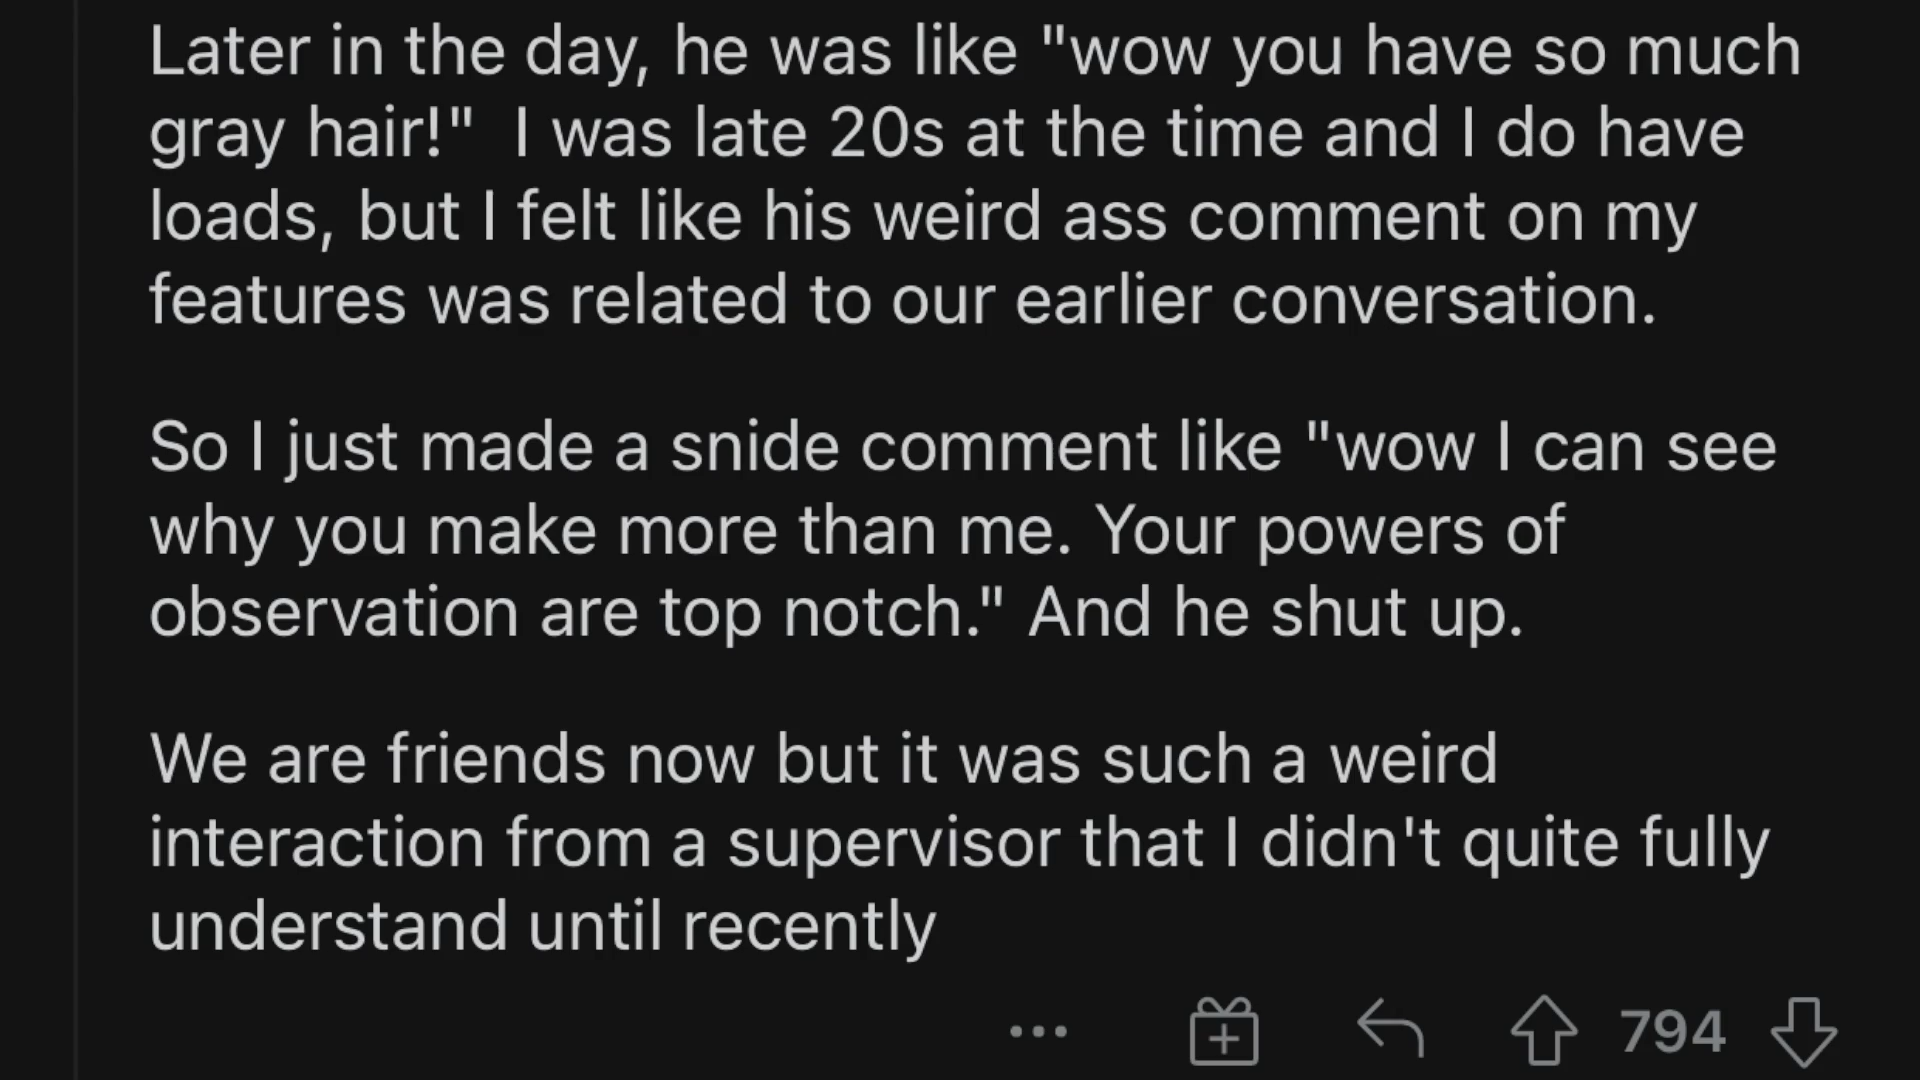 Later in the day, he was like "wow you have so much
gray hair!"  I was late 20s at the time and I do have
loads, but I felt like his weird ass comment on my
features was related to our earlier conversation.
So I just made a snide comment like "wow I can see
why you make more than me. Your powers of
observation are top notch." And he shut up.
We are friends now but it was such a weird
interaction from a supervisor that I didn't quite fully
understand until recently
794